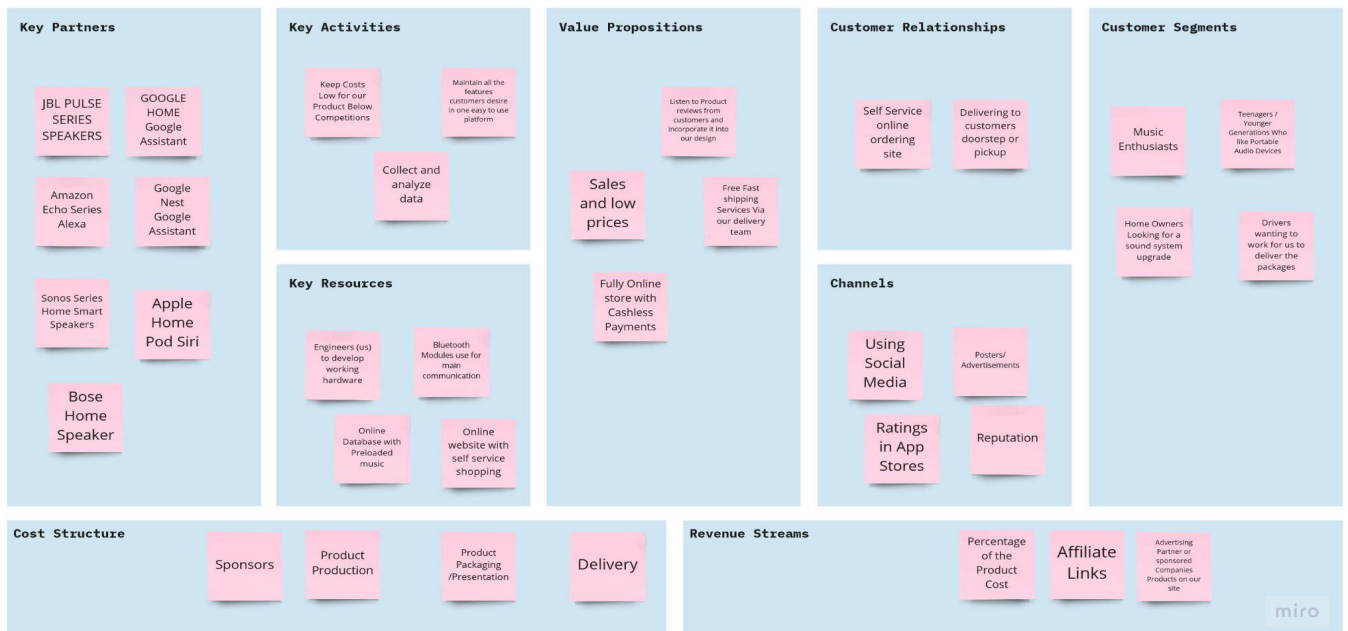 Key Partners
JBL PULSE
SERIES
SPEAKERS
GOOGLE
HOME
Google
Assistant
Amazon
Echo Series
Alexa
Google
Nest
Google
Assistant
Sonos Series
Home Smart
Speakers
Apple
Home
Pod Siri
Bose
Home
Speaker
Key Activities
Keep Costs
Low for our
Product Below
Competitions
Maintain all the
features
customers desire
in one easy to use
platform
Collect and
analyze
data
Key Resources
Engineers (us)
to develop
working
hardware
Bluetooth
Modules use for
main
communication
Online
Database with
Preloaded
music
Online
website with
self service
shopping
Value Propositions
Listen to Product
reviews from
customers and
incorporate it into
our design
Sales
and low
prices
Free Fast
shipping
Services Via
our delivery
team
Fully Online
store with
Cashless
Payments
Customer Relationships
Self Service
online
ordering
site
Delivering to
customers
doorstep or
pickup
Channels
Using
Social
Media
Posters/
Advertisements
Ratings
in App
Stores
Reputation
Customer Segments
Music
Enthusiasts
Teenagers /
Younger
Generations Who
like Portable
Audio Devices
Home Owners
Looking for a
sound system
upgrade
Drivers
wanting to
work for us to
deliver the
packages
Cost Structure
Sponsors
Product
Production
Product
Packaging
/Presentation
Delivery
Revenue Streams
Percentage
of the
Product
Cost
Affiliate
Links
Advertising
Partner or
sponsored
Companies
Products on our
site
miro